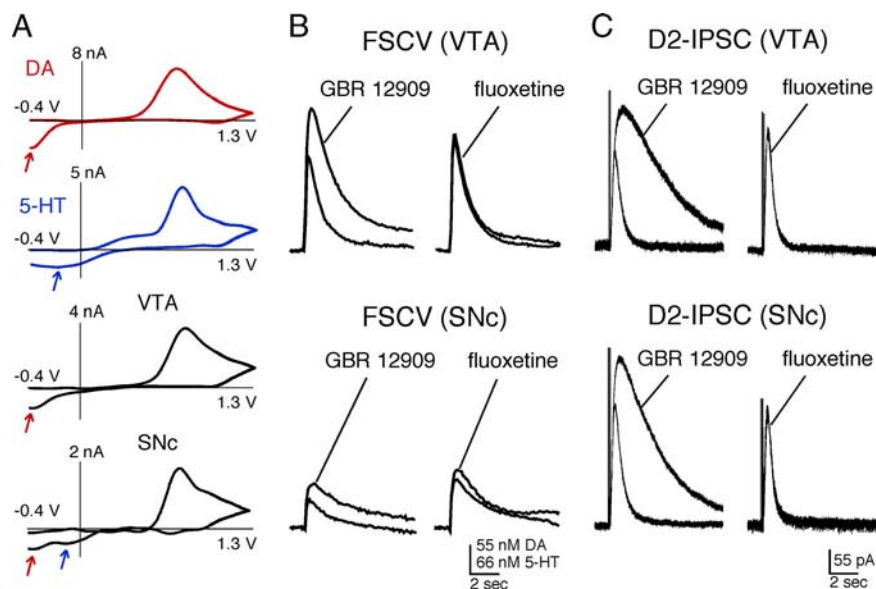 A
DA
8 nA
-0.4 V
1.3 V
5-HT
5 nA
-0.4 V
1.3 V
VTA
4 nA
-0.4 V
1.3 V
SNc
2 nA
-0.4 V
1.3 V
B
FSCV (VTA)
GBR 12909
fluoxetine
FSCV (SNc)
GBR 12909
fluoxetine
55 nM DA
66 nM 5-HT
2 sec
C
D2-IPSC (VTA)
GBR 12909
fluoxetine
D2-IPSC (SNc)
GBR 12909
fluoxetine
55 pA
2 sec